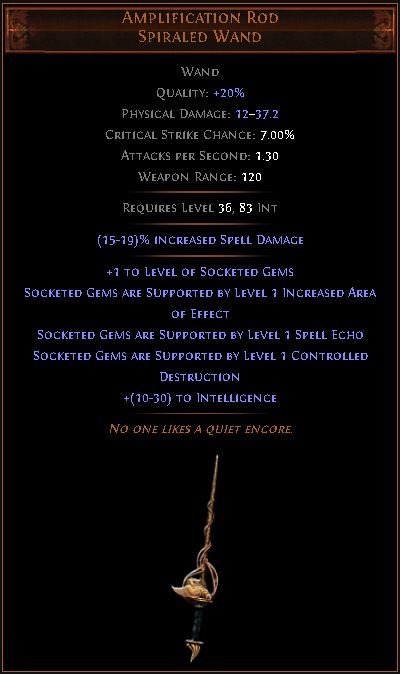 Amplification Rod
Spiraled Wand
Wand
Quality: +20%
Physical Damage: 12–37.2
Critical Strike Chance: 7.00%
Attacks per Second: 1.30
Weapon Range: 120
Requires Level 36, 83 Int
(15-19)% increased Spell Damage
+1 to Level of Socketed Gems
Socketed Gems are Supported by Level 1 Increased Area
of Effect
Socketed Gems are Supported by Level 1 Spell Echo
Socketed Gems are Supported by Level 1 Controlled
Destruction
+(10-30) to Intelligence
No one likes a quiet encore.